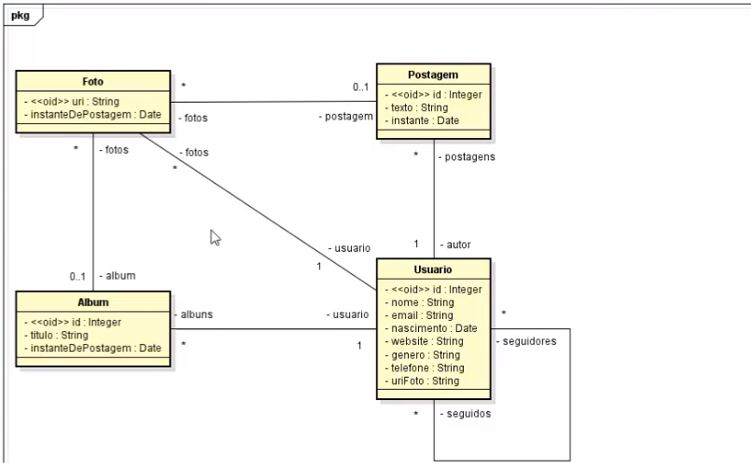 pkg
Foto
- <<oid>> uri : String
- instanteDePostagem : Date
*
- fotos
0..1
- postagem
Postagem
- <<oid>> id : Integer
- texto : String
- instante : Date
*
- fotos
- fotos
*
*
- postagens
- usuario
1
1
- autor
0..1
- album
Album
- <<oid>> id : Integer
- titulo : String
- instanteDePostagem : Date
- albuns
*
- usuario
1
Usuario
- <<oid>> id : Integer
- nome : String
- email : String
- nascimento : Date
- website : String
- genero : String
- telefone : String
- uriFoto : String
*
- seguidores
*
- seguidos